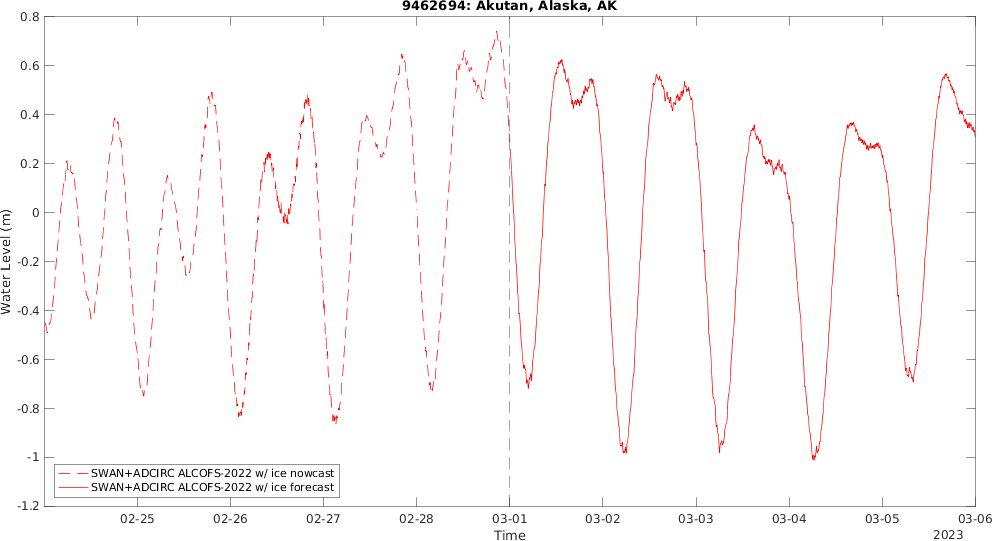 9462694: Akutan, Alaska, AK
0.8
0.6
0.4
0.2
0
-0.2
-0.4
-0.6
-0.8
-1
-1.2
Water Level (m)
SWAN+ADCIRC ALCOFS-2022 w/ ice nowcast
SWAN+ADCIRC ALCOFS-2022 w/ ice forecast
02-25 02-26 02-27 02-28 03-01 03-02 03-03 03-04 03-05 03-06
Time
2023